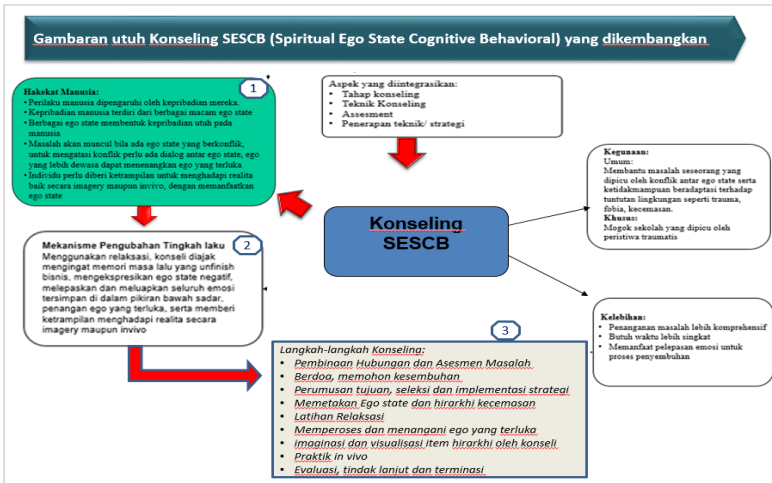 Gambaran utuh Konseling SESCB (Spiritual Ego State Cognitive Behavioral) yang dikembangkan
1
Hakekat Manusia:
• Perilaku manusia dipengaruhi oleh kepribadian mereka.
• Kepribadian manusia terdiri dari berbagai macam ego state
• Berbagai ego state membentuk kepribadian utuh pada
manusia
• Masalah akan muncul bila ada ego state yang berkonflik,
untuk mengatasi konflik perlu ada dialog antar ego state, ego
yang lebih dewasa dapat menenangkan ego yang terluka
• Individu perlu diberi ketrampilan untuk menghadapi realita
baik secara imagery maupun invivo, dengan memanfaatkan
ego state
Aspek yang diintegrasikan:
• Tahap konseling
• Teknik Konseling
• Assesment
• Penerapan teknik/ strategi
Konseling
SESCB
Kegunaan:
Umum:
Membantu masalah seseorang yang
dipicu oleh konflik antar ego state serta
ketidakmampuan beradaptasi terhadap
tuntutan lingkungan seperti trauma,
fobia, kecemasan.
Khusus:
Mogok sekolah yang dipicu oleh
peristiwa traumatis
2
Mekanisme Pengubahan Tingkah laku
Menggunakan relaksasi, konseli diajak
mengingat memori masa lalu yang unfinish
bisnis, mengekspresikan ego state negatif,
melepaskan dan meluapkan seluruh emosi
tersimpan di dalam pikiran bawah sadar,
penangan ego yang terluka, serta memberi
ketrampilan menghadapi realita secara
imagery maupun invivo
Kelebihan:
• Penanganan masalah lebih komprehensif
• Butuh waktu lebih singkat
• Memanfaat pelepasan emosi untuk
proses penyembuhan
3
Langkah-langkah Konseling:
• Pembinaan Hubungan dan Asesmen Masalah
• Berdoa, memohon kesembuhan
• Perumusan tujuan, seleksi dan implementasi strategi
• Memetakan Ego state dan hirarkhi kecemasan
• Latihan Relaksasi
• Memperoses dan menangani ego yang terluka
• imaginasi dan visualisasi item hirarkhi oleh konseli
• Praktik in vivo
• Evaluasi, tindak lanjut dan terminasi